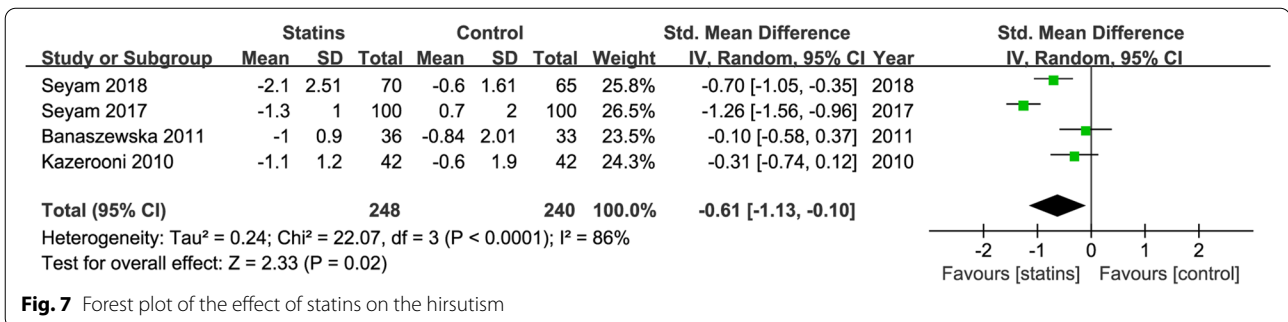 Statins Control Std. Mean Difference Std. Mean Difference
Study or Subgroup Mean SD Total Mean SD Total Weight IV, Random, 95% CI Year IV, Random, 95% CI
Seyam 2018 -2.1 2.51 70 -0.6 1.61 65 25.8% -0.70 [-1.05, -0.35] 2018
Seyam 2017 -1.3 1 100 0.7 2 100 26.5% -1.26 [-1.56, -0.96] 2017
Banaszewska 2011 -1 0.9 36 -0.84 2.01 33 23.5% -0.10 [-0.58, 0.37] 2011
Kazerooni 2010 -1.1 1.2 42 -0.6 1.9 42 24.3% -0.31 [-0.74, 0.12] 2010
Total (95% CI) 248 240 100.0% -0.61 [-1.13, -0.10]
Heterogeneity: Tau² = 0.24; Chi² = 22.07, df = 3 (P < 0.0001); I² = 86%
Test for overall effect: Z = 2.33 (P = 0.02)
-2 -1 0 1 2
Favours [statins] Favours [control]
Fig. 7 Forest plot of the effect of statins on the hirsutism